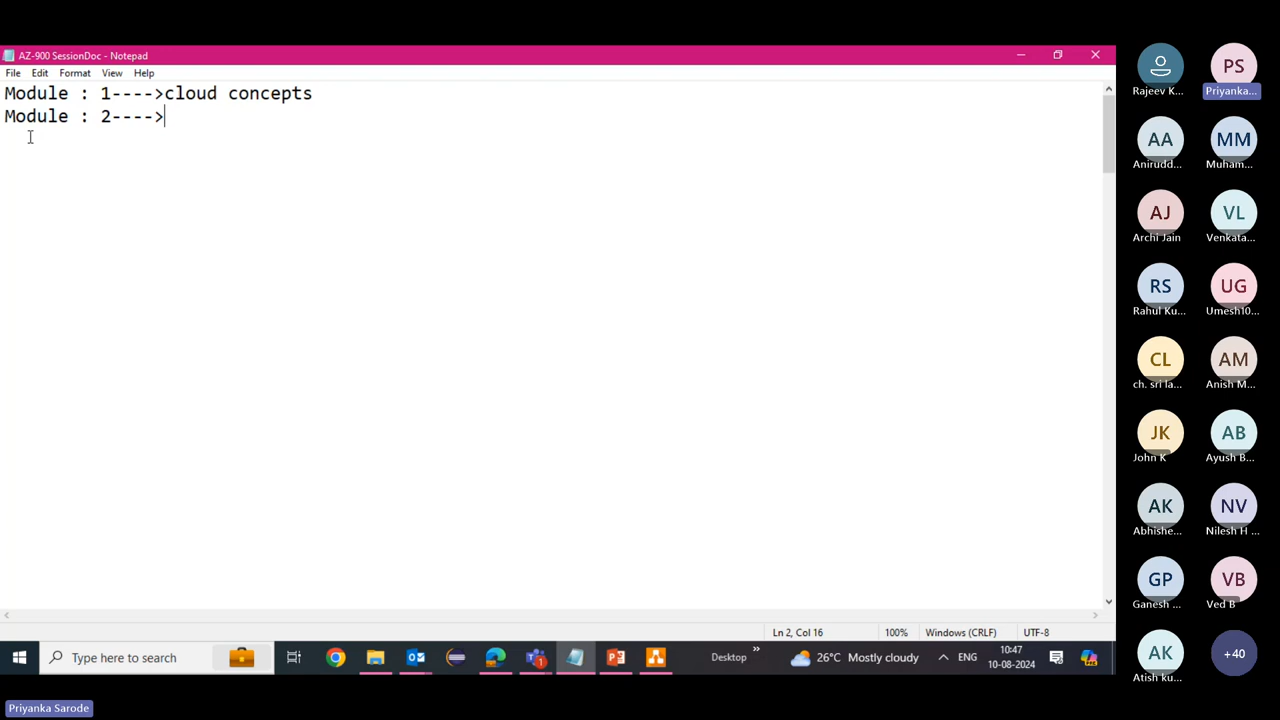 AZ-900 SessionDoc - Notepad
File Edit Format View Help
Module : 1---->cloud concepts
Module : 2---->
Ln 2, Col 16 100% Windows (CRLF) UTF-8
Type here to search
Desktop
26°C Mostly cloudy
ENG
10:47
10-08-2024
Rajeev K...
PS
Priyanka...
AA
Anirudd...
MM
Muham...
AJ
Archi Jain
VL
Venkata...
RS
Rahul Ku...
UG
Umesh10...
CL
ch. sri la...
AM
Anish M...
JK
John K
AB
Ayush B...
AK
Abhishe...
NV
Nilesh H ...
GP
Ganesh ...
VB
Ved B
AK
Atish ku...
+40
Priyanka Sarode